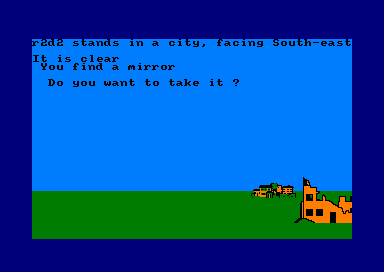 r2d2 stands in a city, facing South-east
It is clear
You find a mirror
Do you want to take it ?